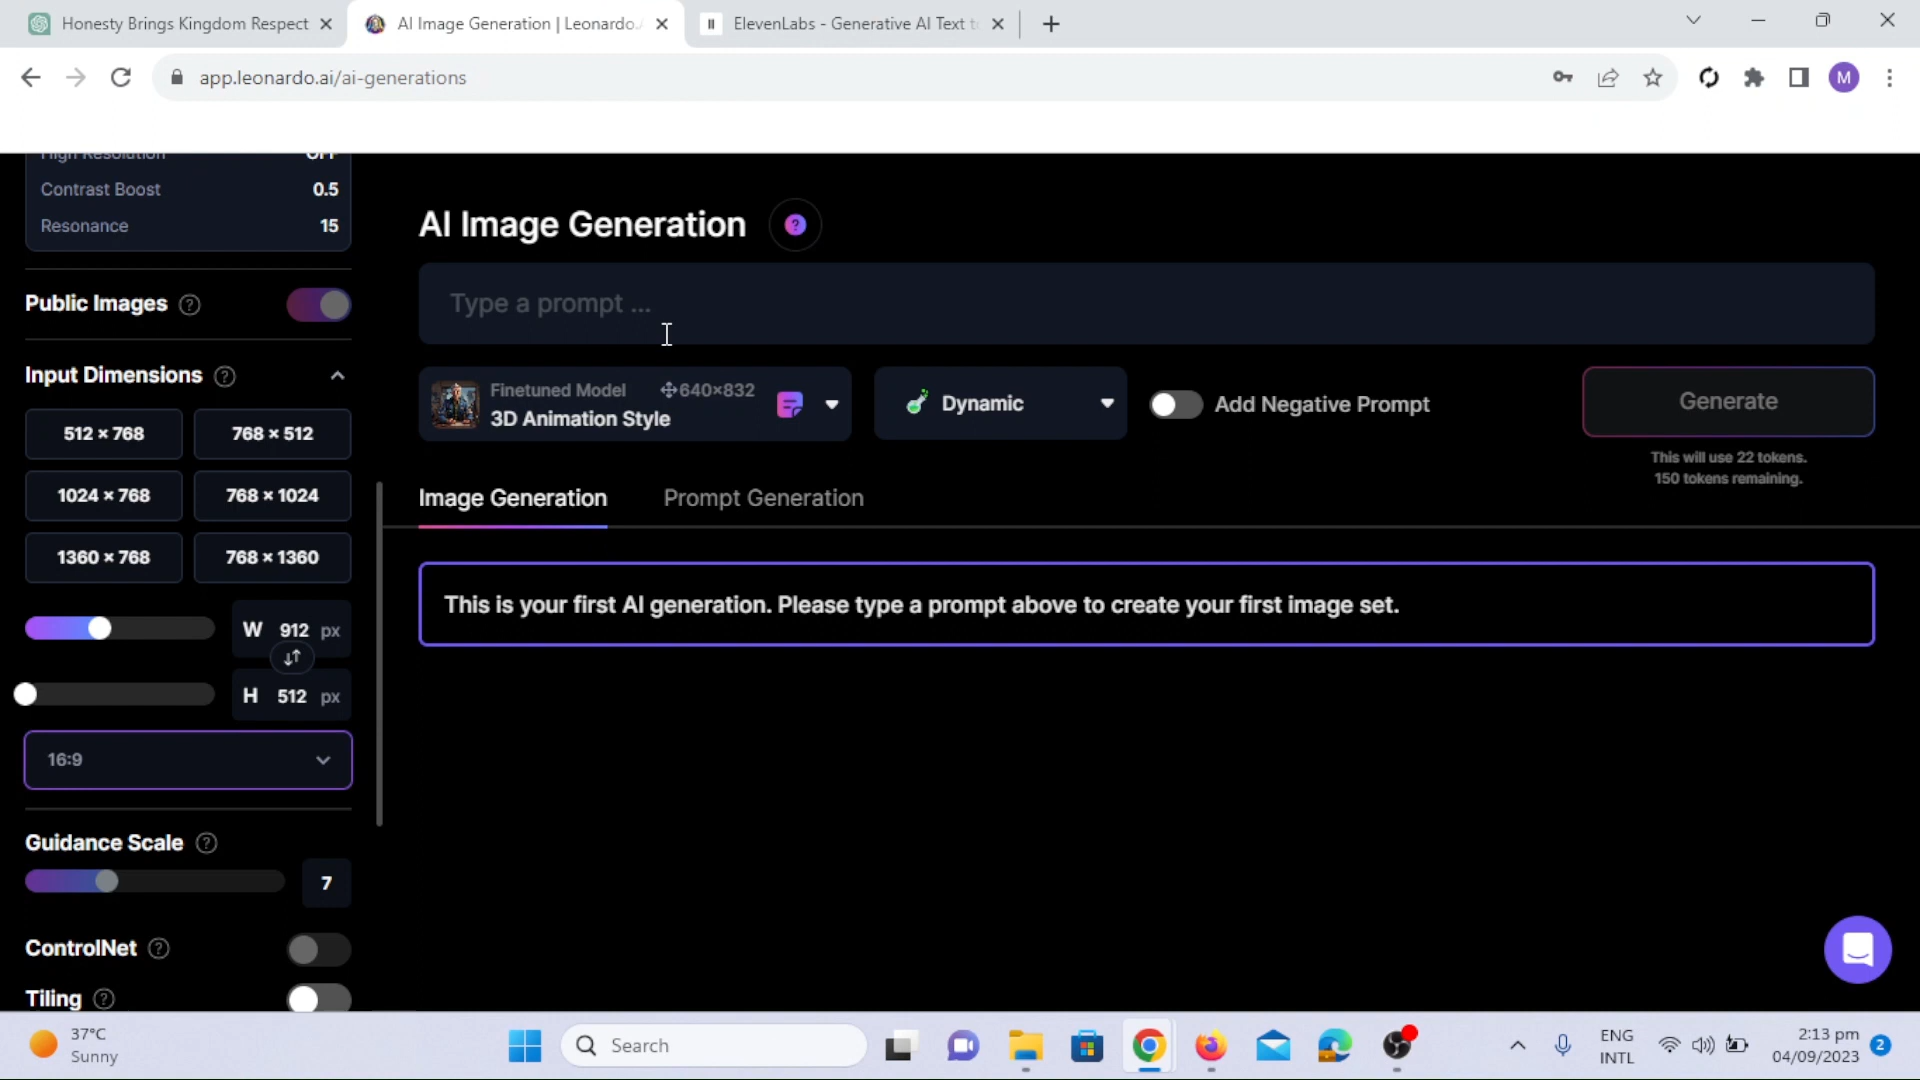 Honesty Brings Kingdom Respect
AI Image Generation | Leonardo.
ElevenLabs - Generative AI Text t
app.leonardo.ai/ai-generations
M
High Resolution OFF
Contrast Boost 0.5
Resonance 15
Public Images ?
Input Dimensions ?
512 × 768 768 × 512
1024 × 768 768 × 1024
1360 × 768 768 × 1360
W 912 px
H 512 px
16:9
Guidance Scale ?
7
ControlNet ?
Tiling ?
AI Image Generation ?
Type a prompt ...
Finetuned Model 640×832
3D Animation Style
Dynamic
Add Negative Prompt
Generate
This will use 22 tokens.
150 tokens remaining.
Image Generation Prompt Generation
This is your first AI generation. Please type a prompt above to create your first image set.
37°C
Sunny
Search
ENG
INTL
2:13 pm
04/09/2023
2